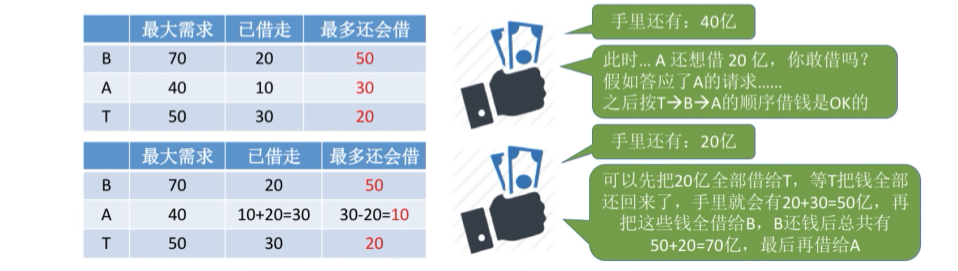 最大需求 已借走 最多还会借
B 70 20 50
A 40 10 30
T 50 30 20
手里还有：40亿
此时... A 还想借 20 亿，你敢借吗？
假如答应了A的请求......
之后按T→B→A的顺序借钱是OK的
最大需求 已借走 最多还会借
B 70 20 50
A 40 10+20=30 30-20=10
T 50 30 20
手里还有：20亿
可以先把20亿全部借给T，等T把钱全部
还回来了，手里就会有20+30=50亿，再
把这些钱全借给B，B还钱后总共有
50+20=70亿，最后再借给A